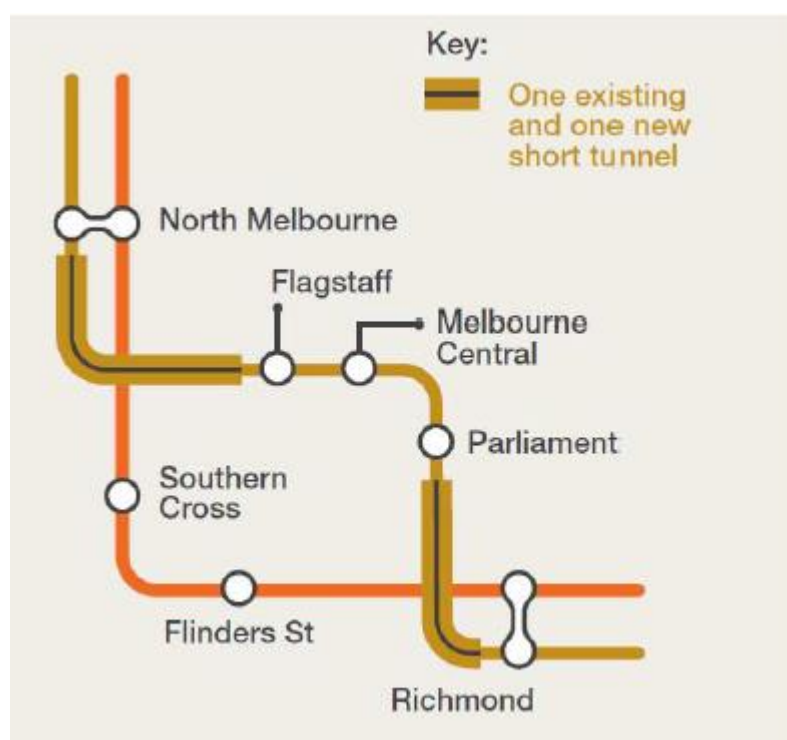 Key:
One existing
and one new
short tunnel
North Melbourne
Flagstaff
Melbourne
Central
Parliament
Southern
Cross
Flinders St
Richmond